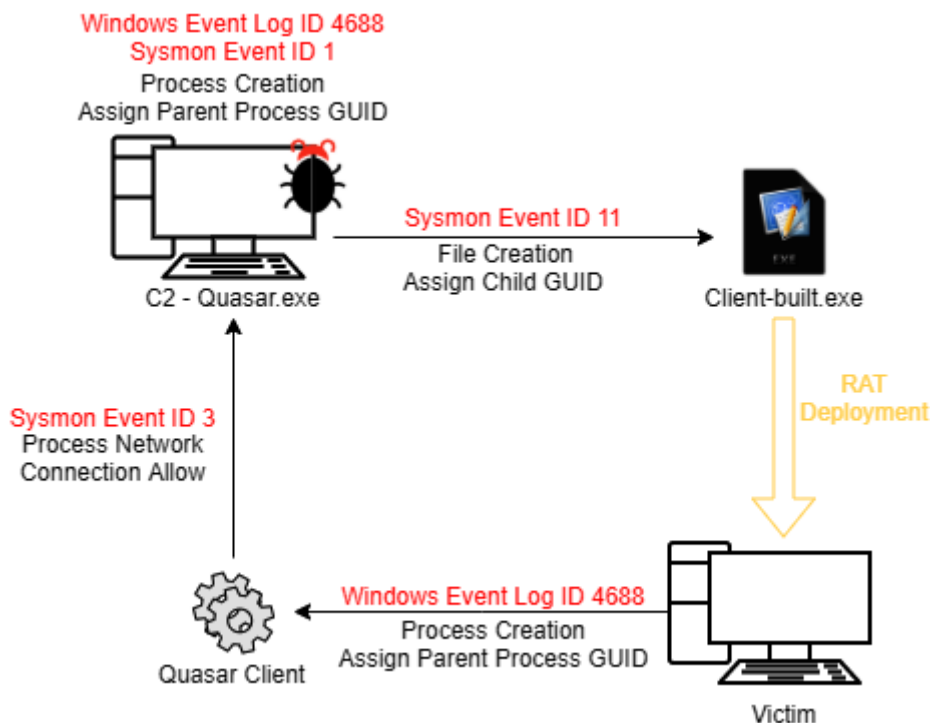 Windows Event Log ID 4688
Sysmon Event ID 1
Process Creation
Assign Parent Process GUID
C2 - Quasar.exe
Sysmon Event ID 11
File Creation
Assign Child GUID
EXE
Client-built.exe
RAT
Deployment
Sysmon Event ID 3
Process Network
Connection Allow
Windows Event Log ID 4688
Process Creation
Assign Parent Process GUID
Quasar Client
Victim